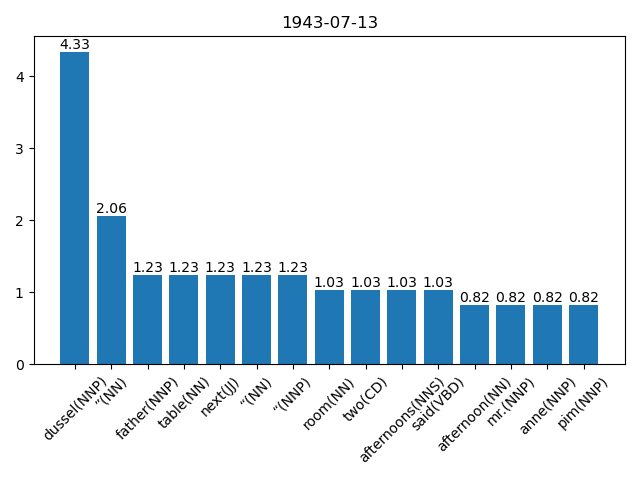 1943-07-13
4
3
2
1
0
4.33
2.06
1.23
1.23
1.23
1.23
1.23
1.03
1.03
1.03
1.03
0.82
0.82
0.82
0.82
dussel(NNP)
”(NN)
father(NNP)
table(NN)
next(JJ)
“(NN)
“(NNP)
room(NN)
two(CD)
afternoons(NNS)
said(VBD)
afternoon(NN)
mr.(NNP)
anne(NNP)
pim(NNP)